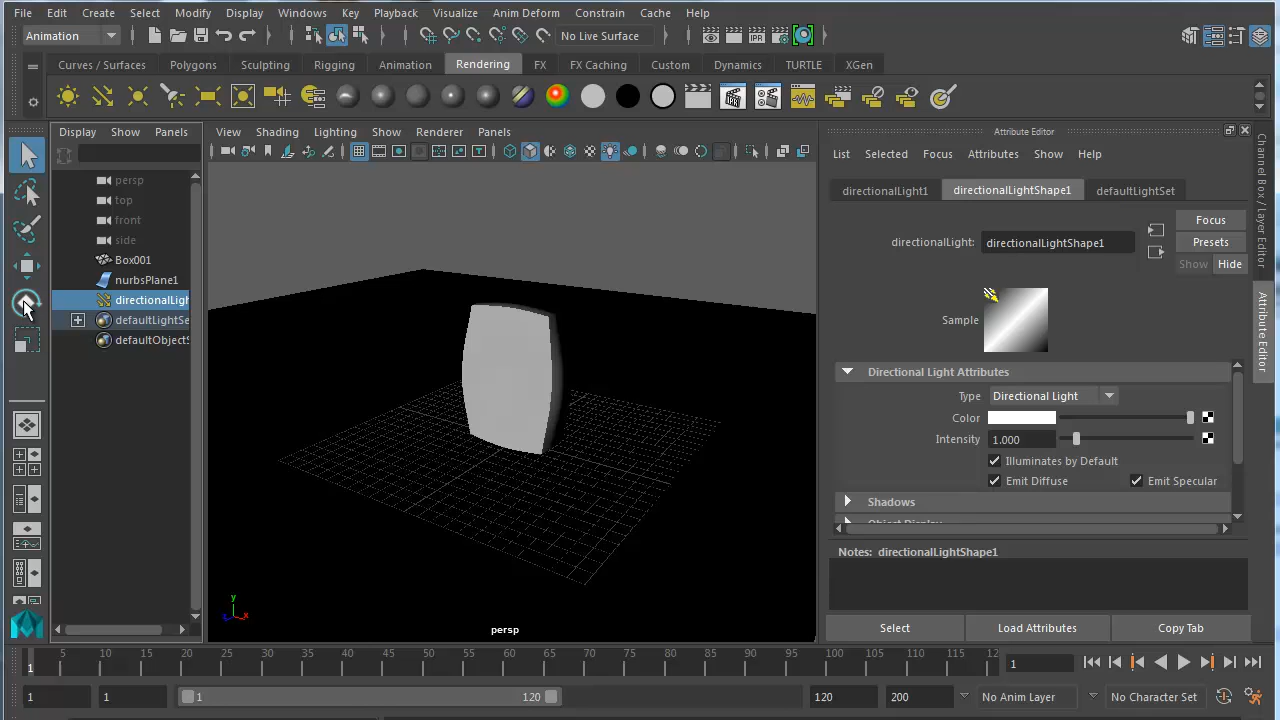 File Edit Create Select Modify Display Windows Key Playback Visualize Anim Deform Constrain Cache Help
Animation No Live Surface IPR
Curves / Surfaces Polygons Sculpting Rigging Animation Rendering FX FX Caching Custom Dynamics TURTLE XGen
Display Show Panels
View Shading Lighting Show Renderer Panels
persp
top
front
side
Box001
nurbsPlane1
directionalLigh
defaultLightSe
defaultObjectS
y
x
persp
Attribute Editor
List Selected Focus Attributes Show Help
directionalLight1 directionalLightShape1 defaultLightSet
Focus
directionalLight: directionalLightShape1 Presets
Show Hide
Sample
Directional Light Attributes
Type Directional Light
Color
Intensity 1.000
Illuminates by Default
Emit Diffuse Emit Specular
Shadows
Object Display
Notes: directionalLightShape1
Select Load Attributes Copy Tab
Channel Box / Layer Editor
Attribute Editor
1 5 10 15 20 25 30 35 40 45 50 55 60 65 70 75 80 85 90 95 100 105 110 115 12 1
1 1 1 120 120 200 No Anim Layer No Character Set